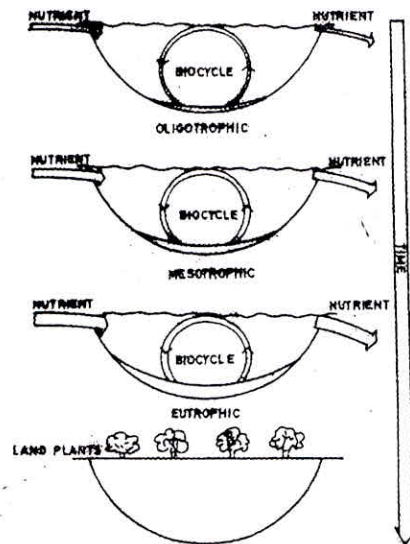 NUTRIENT NUTRIENT
BIOCYCLE
OLIGOTROPHIC
NUTRIENT NUTRIENT
BIOCYCLE
MESOTROPHIC
NUTRIENT NUTRIENT
BIOCYCLE
EUTROPHIC
LAND PLANTS
TIME